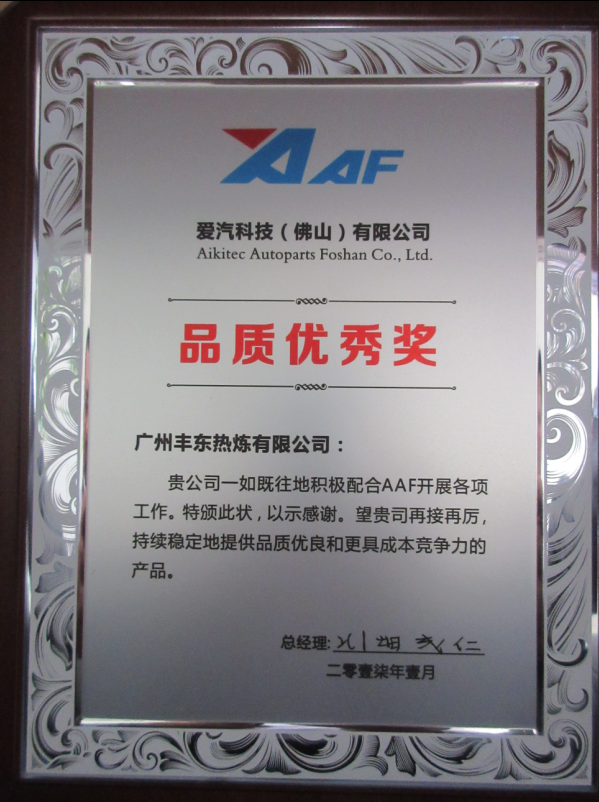 AAF
爱汽科技（佛山）有限公司
Aikitec Autoparts Foshan Co., Ltd.
品质优秀奖
广州丰东热炼有限公司：
贵公司一如既往地积极配合AAF开展各项
工作。特颁此状，以示感谢。望贵司再接再厉，
持续稳定地提供品质优良和更具成本竞争力的
产品。
总经理:
二零壹柒年壹月